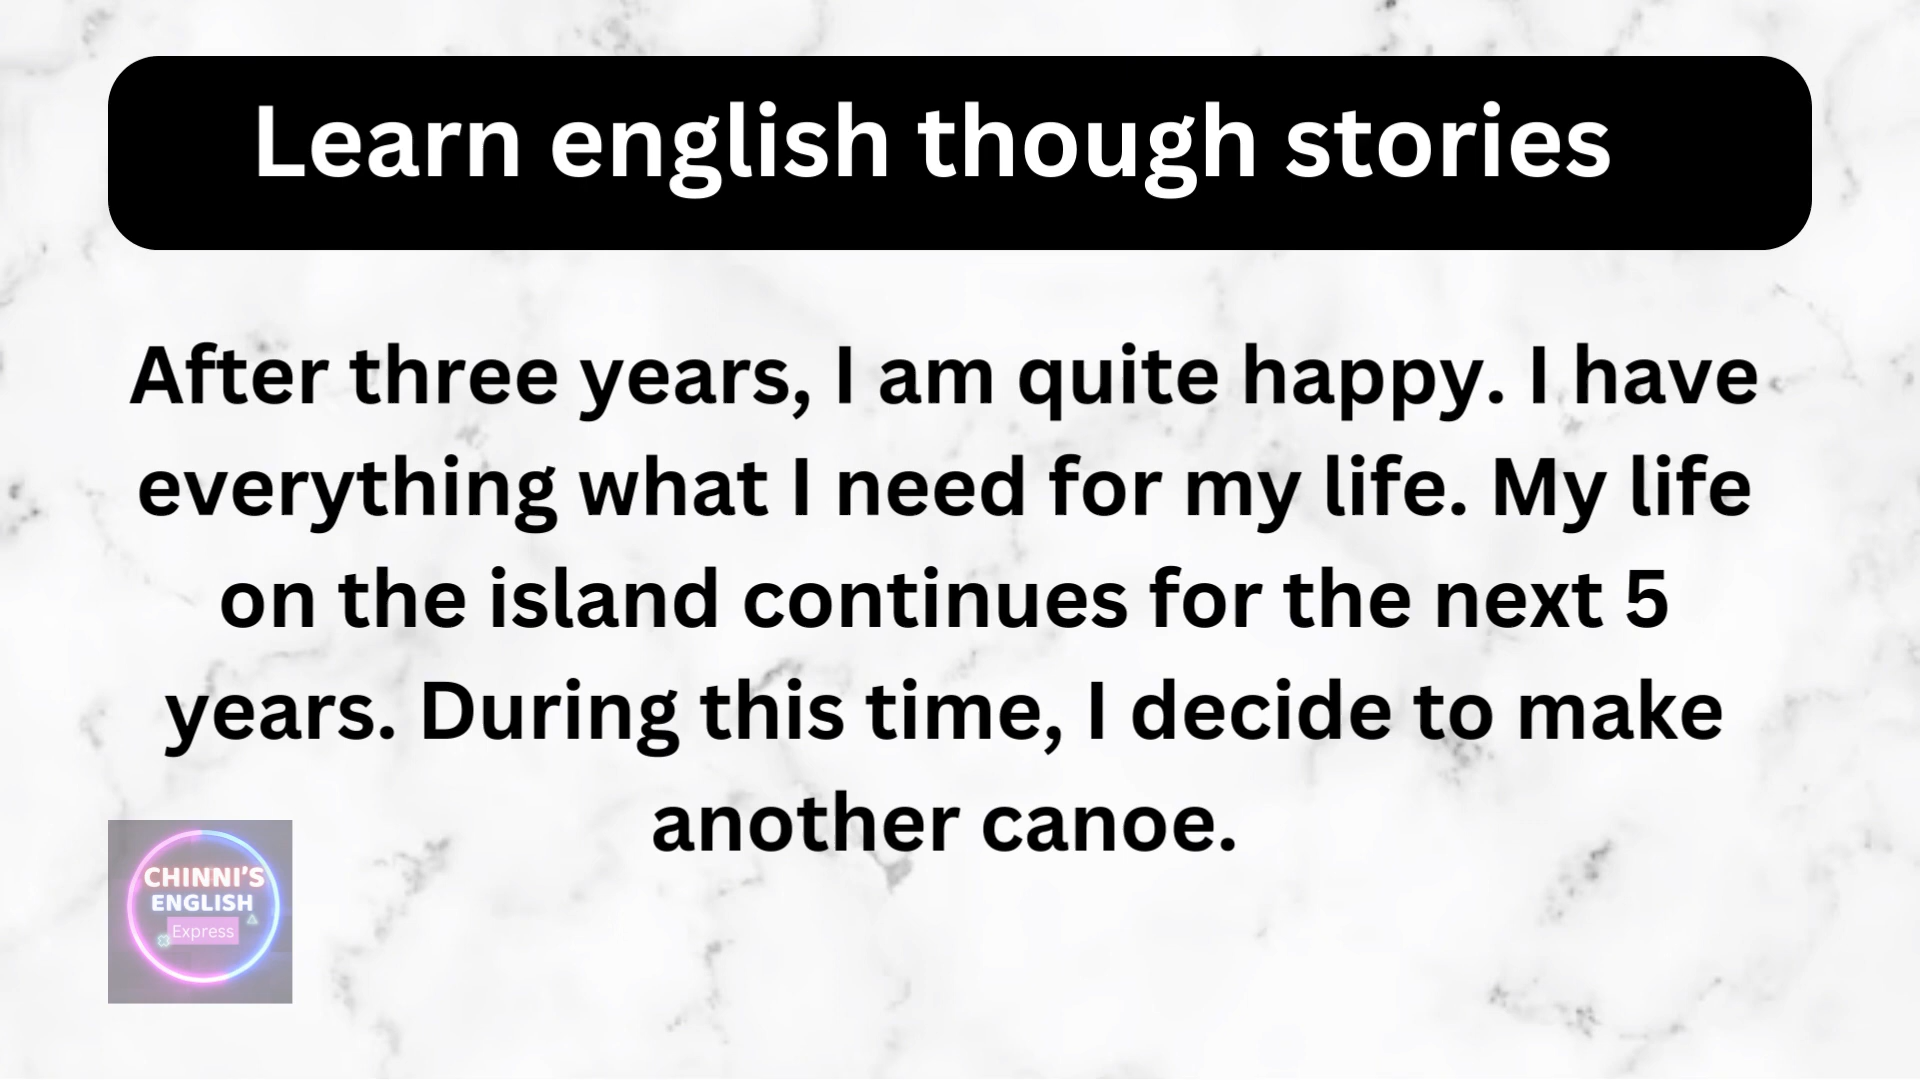 Learn english though stories
After three years, I am quite happy. I have
everything what I need for my life. My life
on the island continues for the next 5
years. During this time, I decide to make
another canoe.
CHINNI'S
ENGLISH
Express